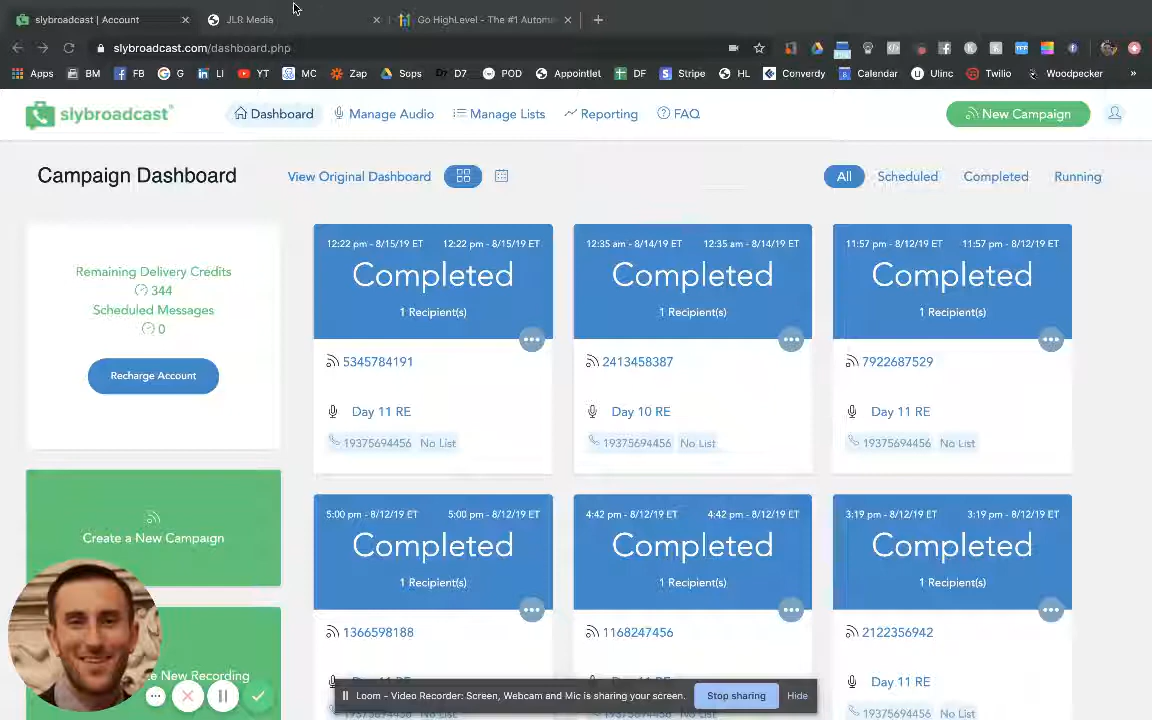 slybroadcast | Account
JLR Media
Go HighLevel - The #1 Automa
slybroadcast.com/dashboard.php
Apps BM FB G LI YT MC Zap Sops D7 POD Appointlet DF Stripe HL Converdy Calendar Ulinc Twilio Woodpecker »
slybroadcast Dashboard Manage Audio Manage Lists Reporting FAQ New Campaign
Campaign Dashboard View Original Dashboard All Scheduled Completed Running
Remaining Delivery Credits
344
Scheduled Messages
0
Recharge Account
Create a New Campaign
e New Recording
12:22 pm - 8/15/19 ET 12:22 pm - 8/15/19 ET
Completed
1 Recipient(s)
5345784191
Day 11 RE
19375694456 No List
12:35 am - 8/14/19 ET 12:35 am - 8/14/19 ET
Completed
1 Recipient(s)
2413458387
Day 10 RE
19375694456 No List
11:57 pm - 8/12/19 ET 11:57 pm - 8/12/19 ET
Completed
1 Recipient(s)
7922687529
Day 11 RE
19375694456 No List
5:00 pm - 8/12/19 ET 5:00 pm - 8/12/19 ET
Completed
1 Recipient(s)
1366598188
4:42 pm - 8/12/19 ET 4:42 pm - 8/12/19 ET
Completed
1 Recipient(s)
1168247456
3:19 pm - 8/12/19 ET 3:19 pm - 8/12/19 ET
Completed
1 Recipient(s)
2122356942
Day 11 RE
No List
Loom - Video Recorder: Screen, Webcam and Mic is sharing your screen. Stop sharing Hide